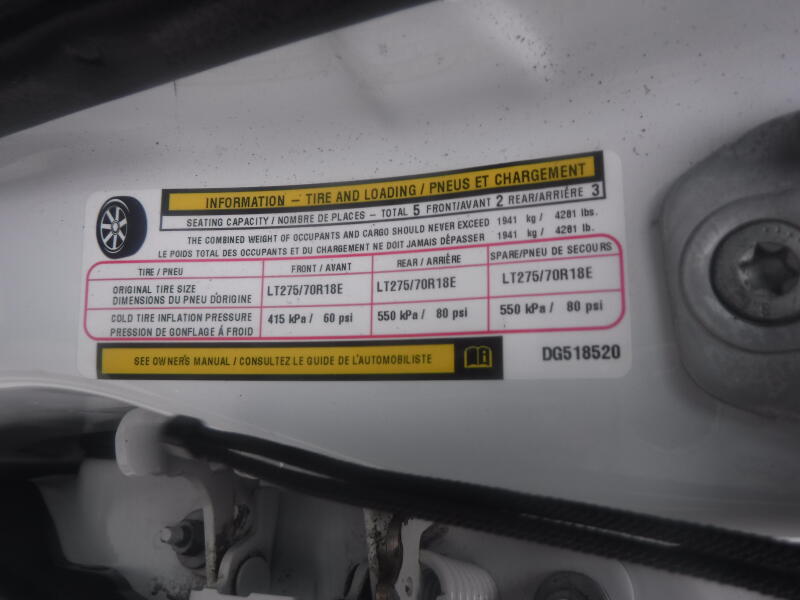 INFORMATION – TIRE AND LOADING / PNEUS ET CHARGEMENT
SEATING CAPACITY / NOMBRE DE PLACES – TOTAL 5 FRONT/AVANT 2 REAR/ARRIÈRE 3
THE COMBINED WEIGHT OF OCCUPANTS AND CARGO SHOULD NEVER EXCEED 1941 kg / 4281 lbs.
LE POIDS TOTAL DES OCCUPANTS ET DU CHARGEMENT NE DOIT JAMAIS DÉPASSER 1941 kg / 4281 lb.
TIRE / PNEU FRONT / AVANT REAR / ARRIÈRE SPARE/PNEU DE SECOURS
ORIGINAL TIRE SIZE
DIMENSIONS DU PNEU D'ORIGINE LT275/70R18E LT275/70R18E LT275/70R18E
COLD TIRE INFLATION PRESSURE
PRESSION DE GONFLAGE Á FROID 415 kPa / 60 psi 550 kPa / 80 psi 550 kPa / 80 psi
SEE OWNER'S MANUAL / CONSULTEZ LE GUIDE DE L'AUTOMOBILISTE DG518520